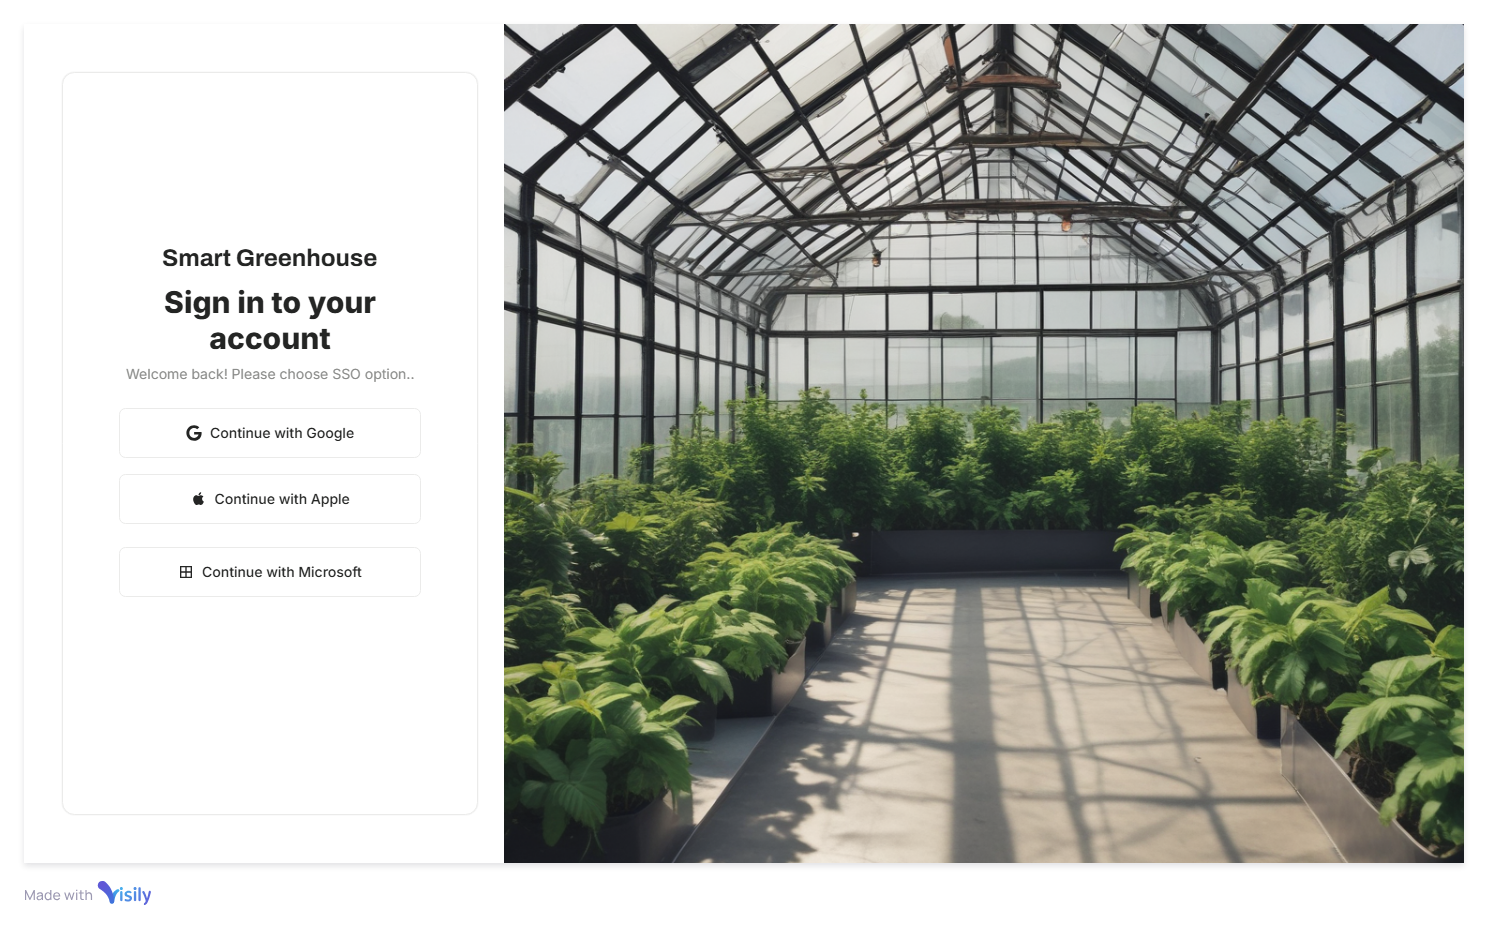 Smart Greenhouse
Sign in to your
account
Welcome back! Please choose SSO option..
Continue with Google
Continue with Apple
Continue with Microsoft
Made with Visily